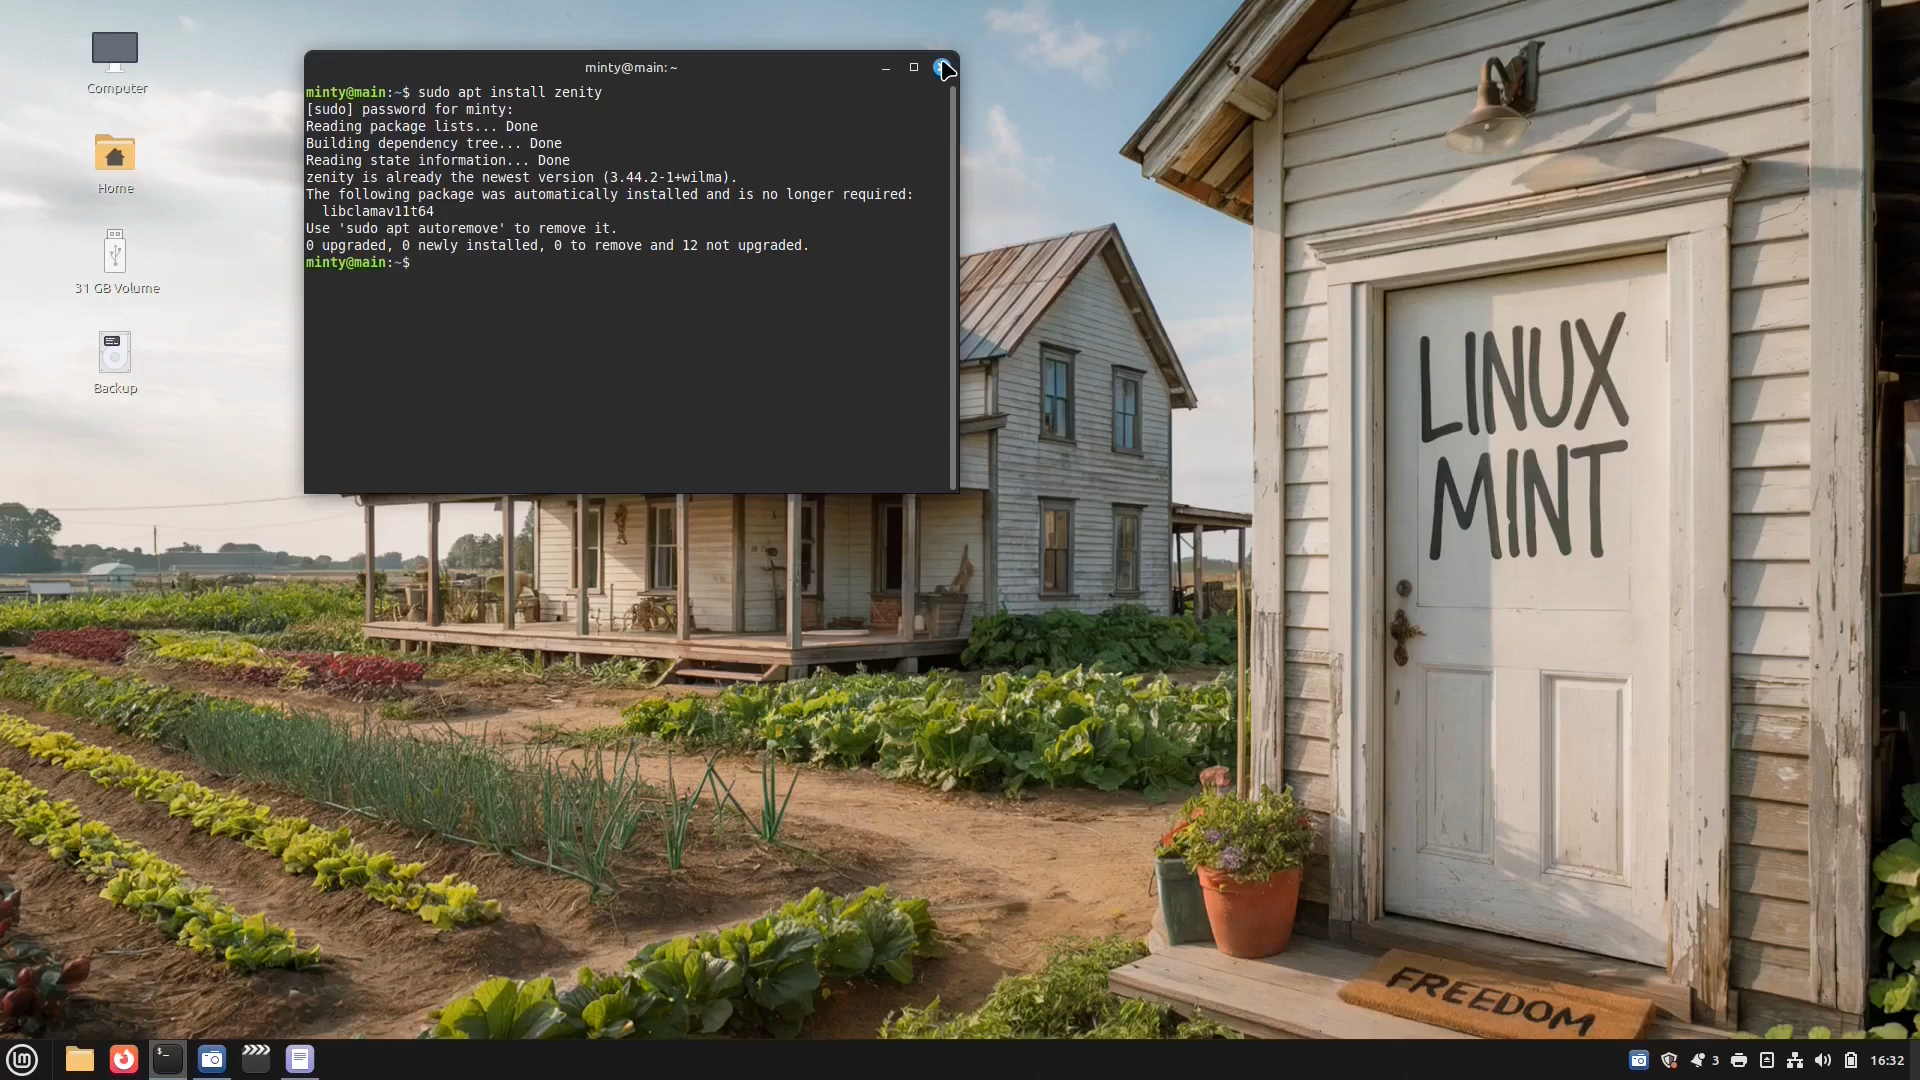 minty@main: ~
Computer
Home
31 GB Volume
Backup
minty@main:~$ sudo apt install zenity
[sudo] password for minty:
Reading package lists... Done
Building dependency tree... Done
Reading state information... Done
zenity is already the newest version (3.44.2-1+wilma).
The following package was automatically installed and is no longer required:
  libclamav11t64
Use 'sudo apt autoremove' to remove it.
0 upgraded, 0 newly installed, 0 to remove and 12 not upgraded.
minty@main:~$
LINUX
MINT
FREEDOM
3
16:32